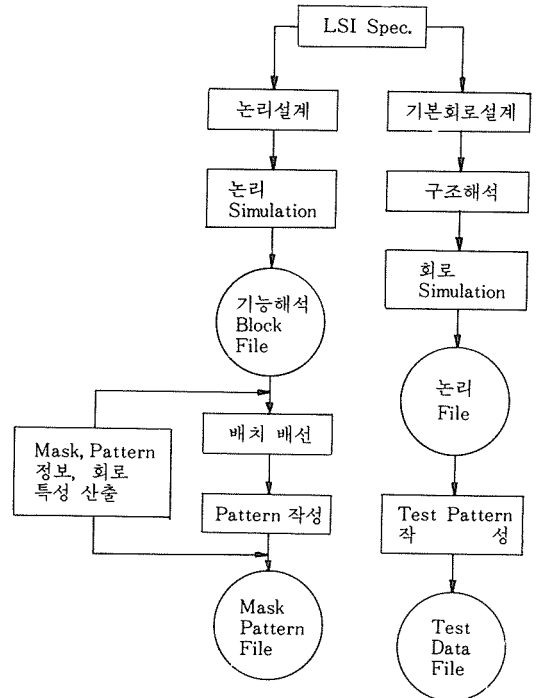 LSI Spec.
논리설계
기본회로설계
논리
Simulation
구조해석
회로
Simulation
기능해석
Block
File
논리
File
배치 배선
Mask, Pattern
정보, 회로
특성 산출
Pattern 작성
Test Pattern
작 성
Mask
Pattern
File
Test
Data
File